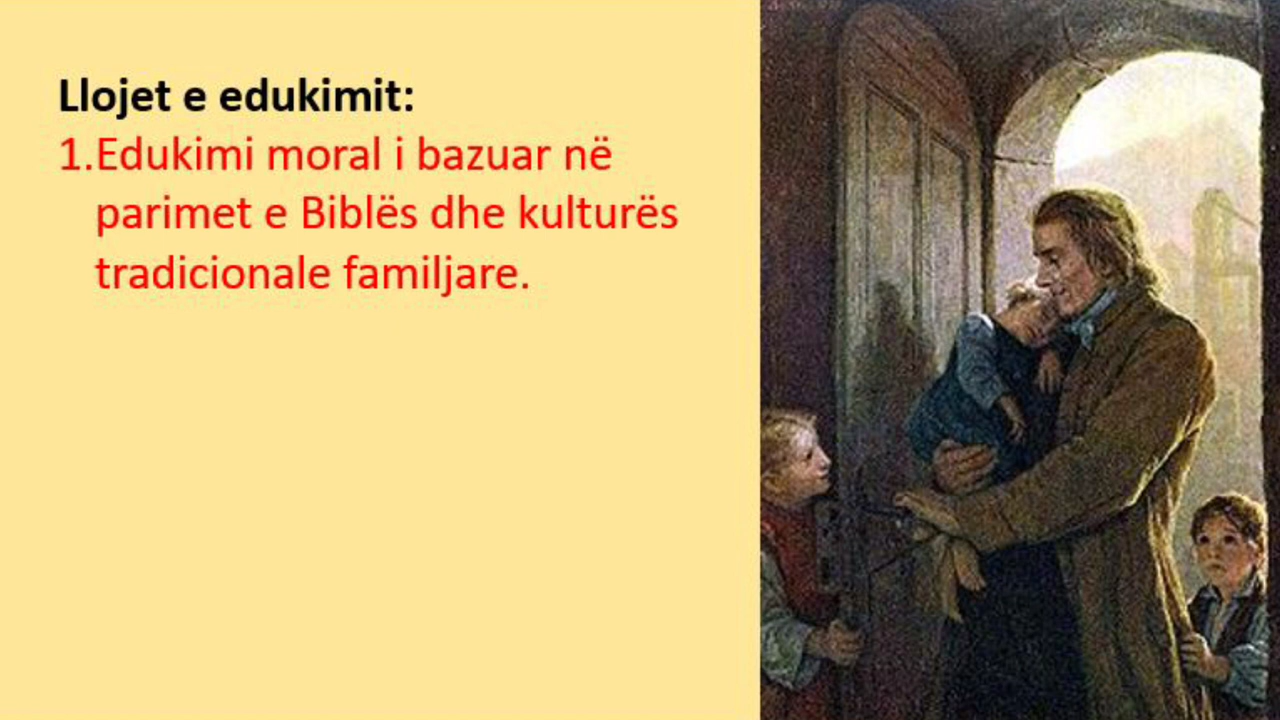 Llojet e edukimit:
1.Edukimi moral i bazuar në
parimet e Biblës dhe kulturës
tradicionale familjare.